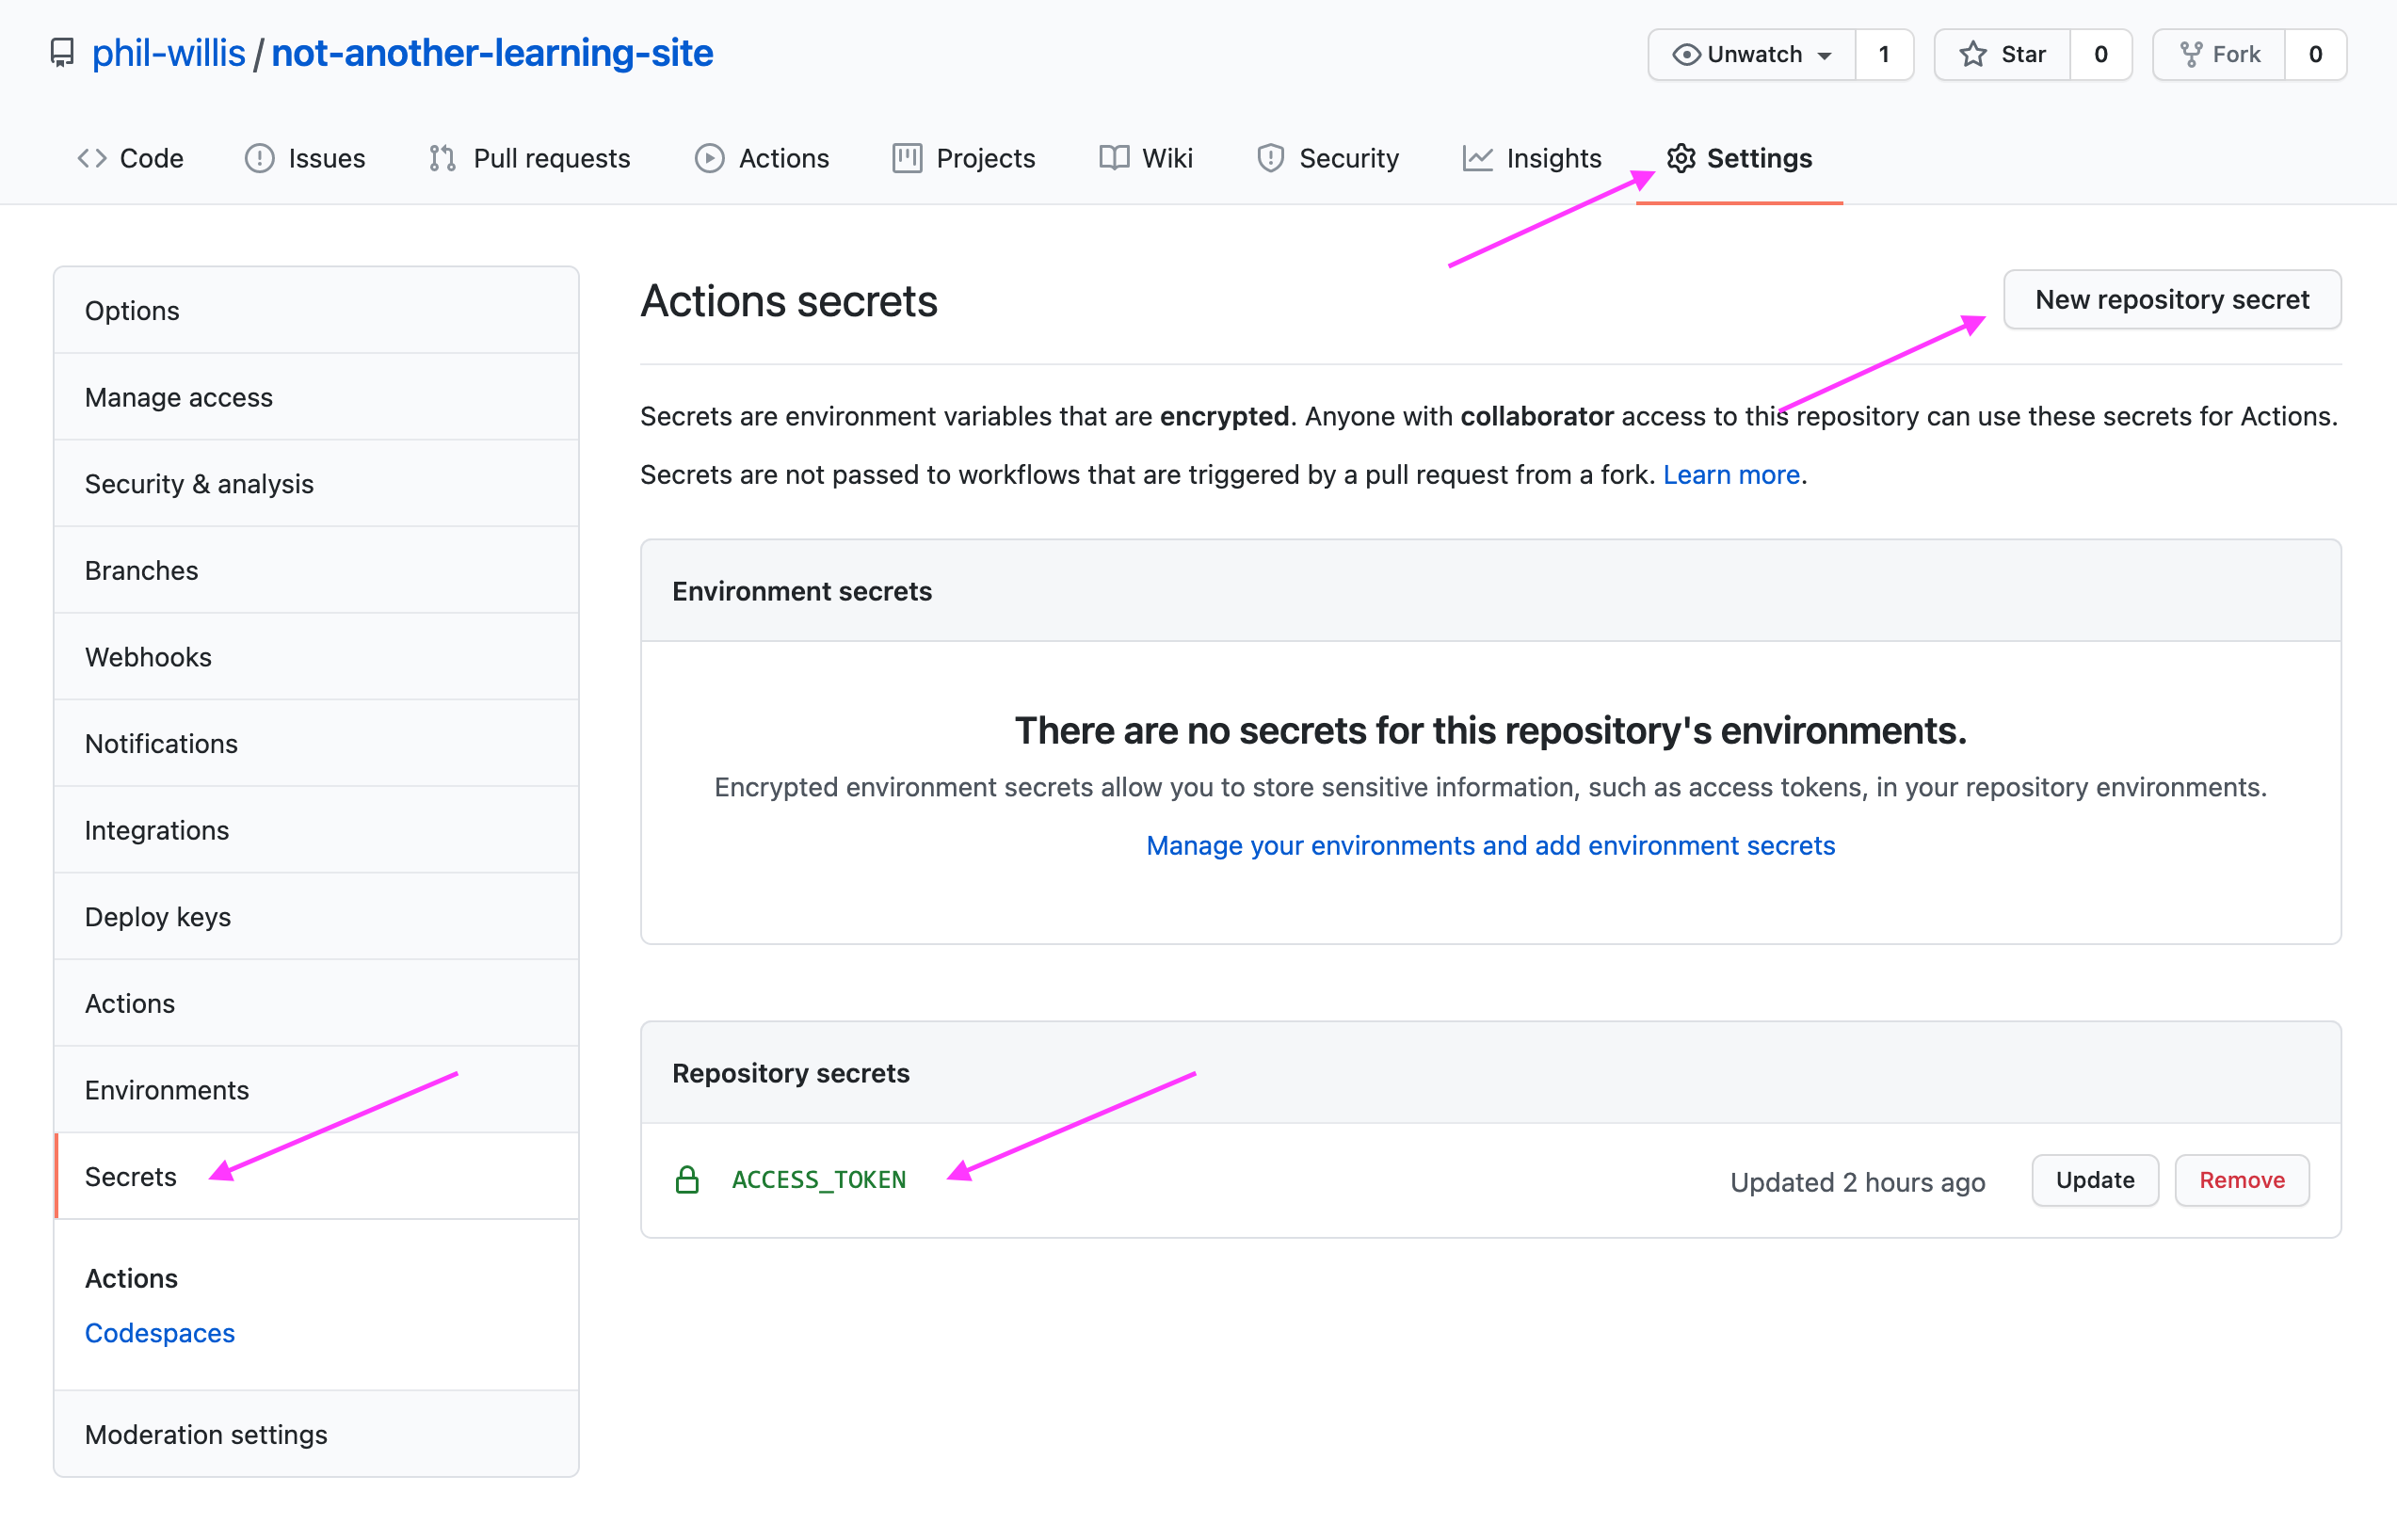 phil-willis / not-another-learning-site
Unwatch 1
Star 0
Fork 0
Code
Issues
Pull requests
Actions
Projects
Wiki
Security
Insights
Settings
Options
Manage access
Security & analysis
Branches
Webhooks
Notifications
Integrations
Deploy keys
Actions
Environments
Secrets
Actions
Codespaces
Moderation settings
Actions secrets
New repository secret
Secrets are environment variables that are encrypted. Anyone with collaborator access to this repository can use these secrets for Actions.
Secrets are not passed to workflows that are triggered by a pull request from a fork. Learn more.
Environment secrets
There are no secrets for this repository's environments.
Encrypted environment secrets allow you to store sensitive information, such as access tokens, in your repository environments.
Manage your environments and add environment secrets
Repository secrets
ACCESS_TOKEN
Updated 2 hours ago
Update
Remove